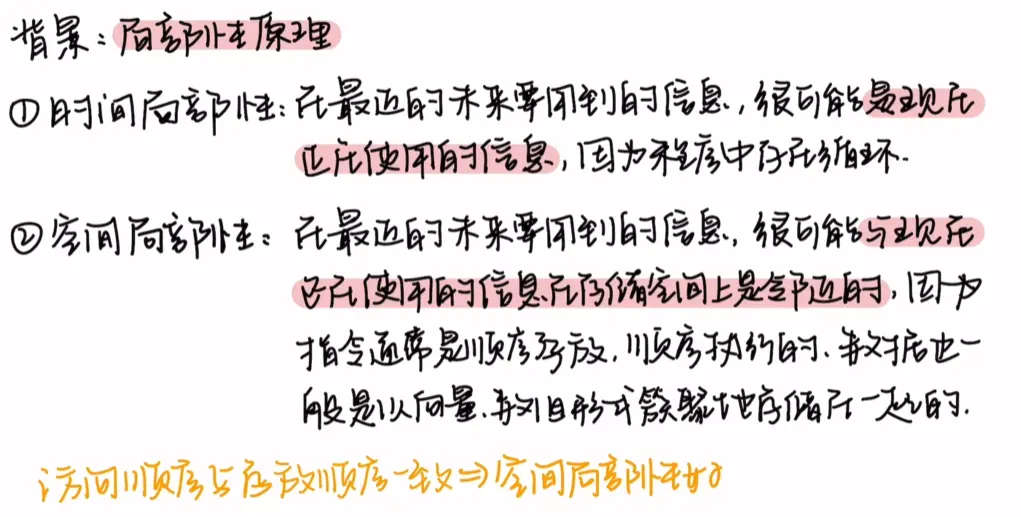 背景：局部性原理
①时间局部性：在最近的未来要用到的信息，很可能是现在
正在使用的信息，因为程序中存在循环.
②空间局部性：在最近的未来要用到的信息，很可能与现在
正在使用的信息在存储空间上是邻近的，因为
指令通常是顺序存放、顺序执行的、数据也一
般是以向量、数组形式簇聚地存储在一起的.
访问顺序与存放顺序一致⇒空间局部性好